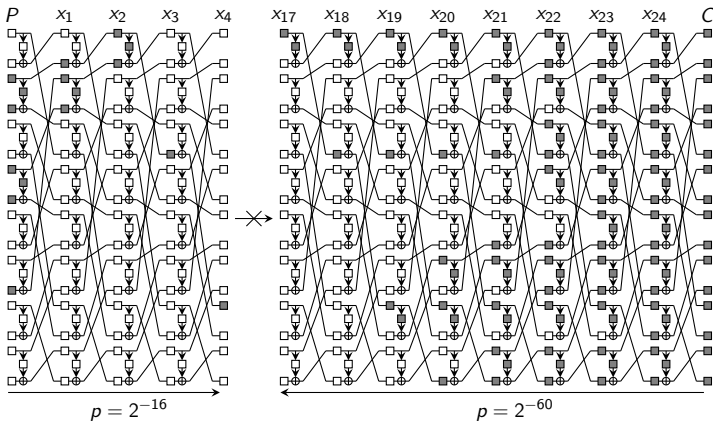 P x1 x2 x3 x4 x17 x18 x19 x20 x21 x22 x23 x24 C
p = 2^{-16} p = 2^{-60}